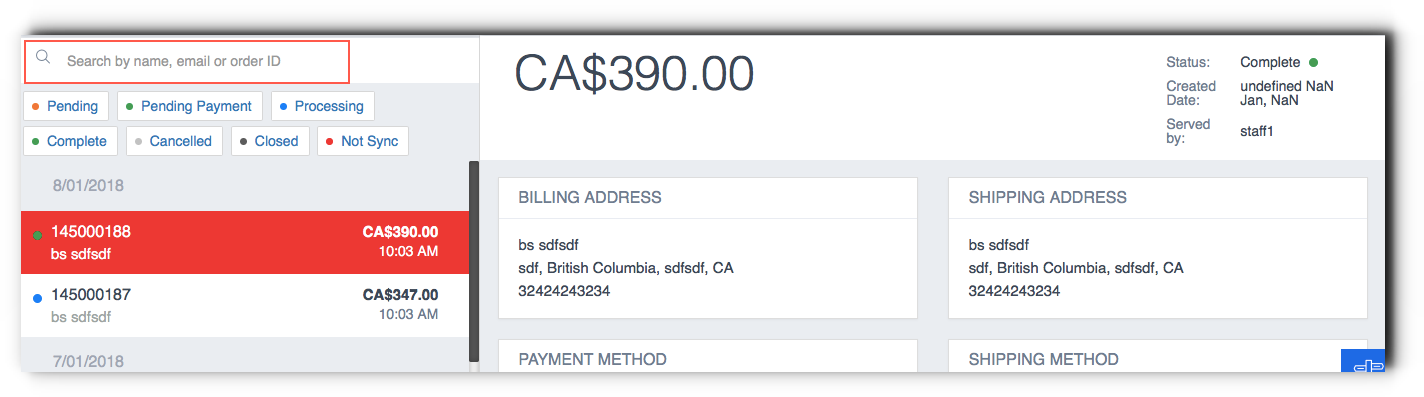 Search by name, email or order ID
Pending
Pending Payment
Processing
Complete
Cancelled
Closed
Not Sync
8/01/2018
145000188 CA$390.00
bs sdfsdf 10:03 AM
145000187 CA$347.00
bs sdfsdf 10:03 AM
7/01/2018
CA$390.00
Status: Complete
Created Date: undefined NaN Jan, NaN
Served by: staff1
BILLING ADDRESS
bs sdfsdf
sdf, British Columbia, sdfsdf, CA
32424243234
SHIPPING ADDRESS
bs sdfsdf
sdf, British Columbia, sdfsdf, CA
32424243234
PAYMENT METHOD
SHIPPING METHOD